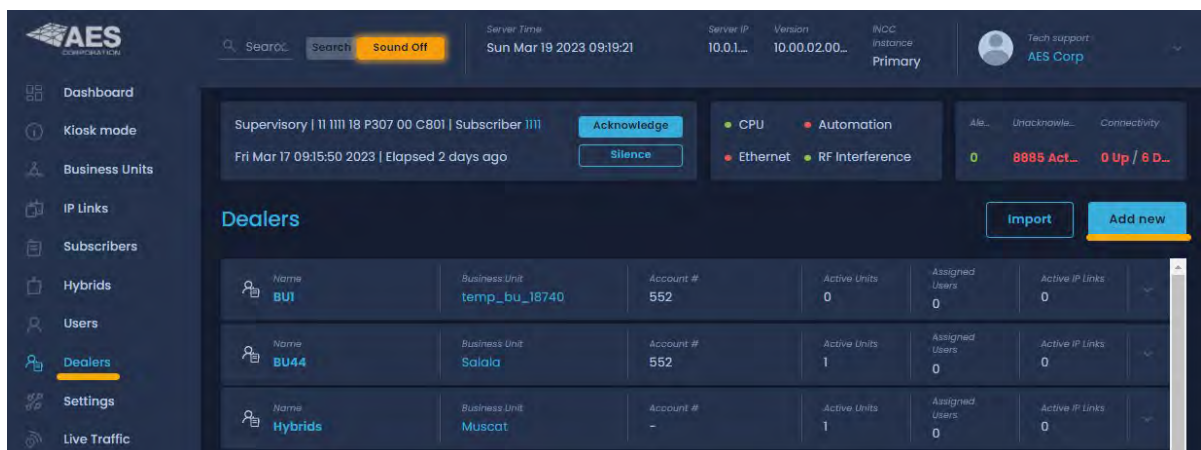 AES
CORPORATION
Searc.
Search
Sound Off
Server Time
Sun Mar 19 2023 09:19:21
Server IP
10.0.1....
Version
10.00.02.00...
INCC
Instance
Primary
Tech support
AES Corp
Dashboard
Kiosk mode
Business Units
IP Links
Subscribers
Hybrids
Users
Dealers
Settings
Live Traffic
Supervisory | 11 1111 18 P307 00 C801 | Subscriber 1111
Fri Mar 17 09:15:50 2023 | Elapsed 2 days ago
Acknowledge
Silence
CPU
Automation
Ethernet
RF Interference
Ale...
0
Unacknowle...
8885 Act...
Connectivity
0 Up / 6 D...
Dealers
Import
Add new
Name
BU1
Business Unit
temp_bu_18740
Account #
552
Active Units
0
Assigned
Users
0
Active IP Links
0
Name
BU44
Business Unit
Salala
Account #
552
Active Units
1
Assigned
Users
0
Active IP Links
0
Name
Hybrids
Business Unit
Muscat
Account #
-
Active Units
1
Assigned
Users
0
Active IP Links
0